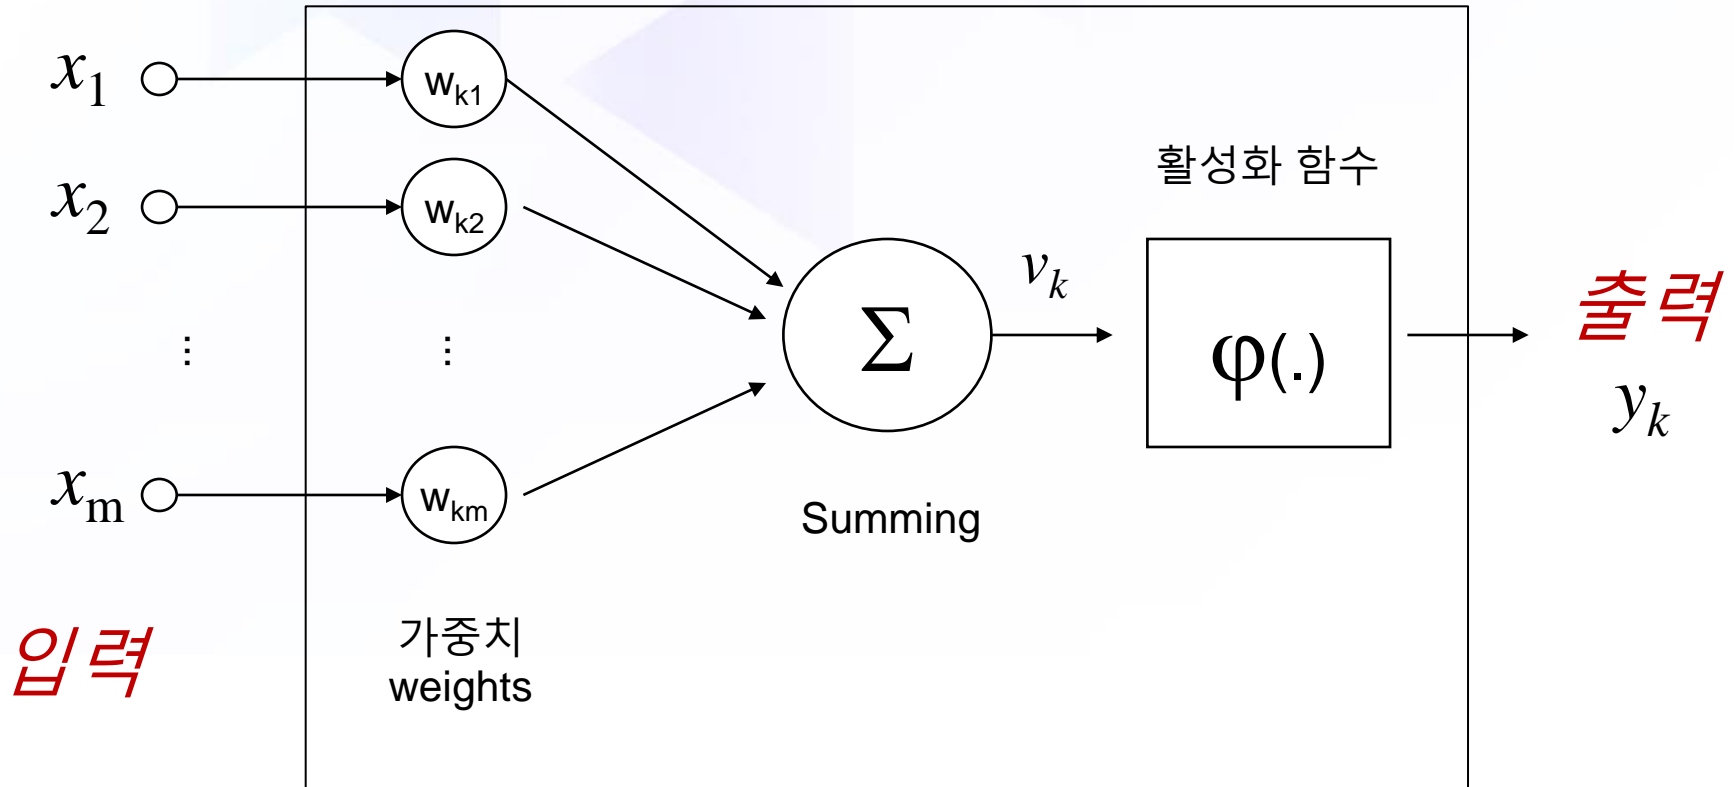 x1
wk1
x2
wk2
활성화 함수
⋮
⋮
Σ
vk
φ(.)
출력
yk
xm
wkm
Summing
입력
가중치
weights